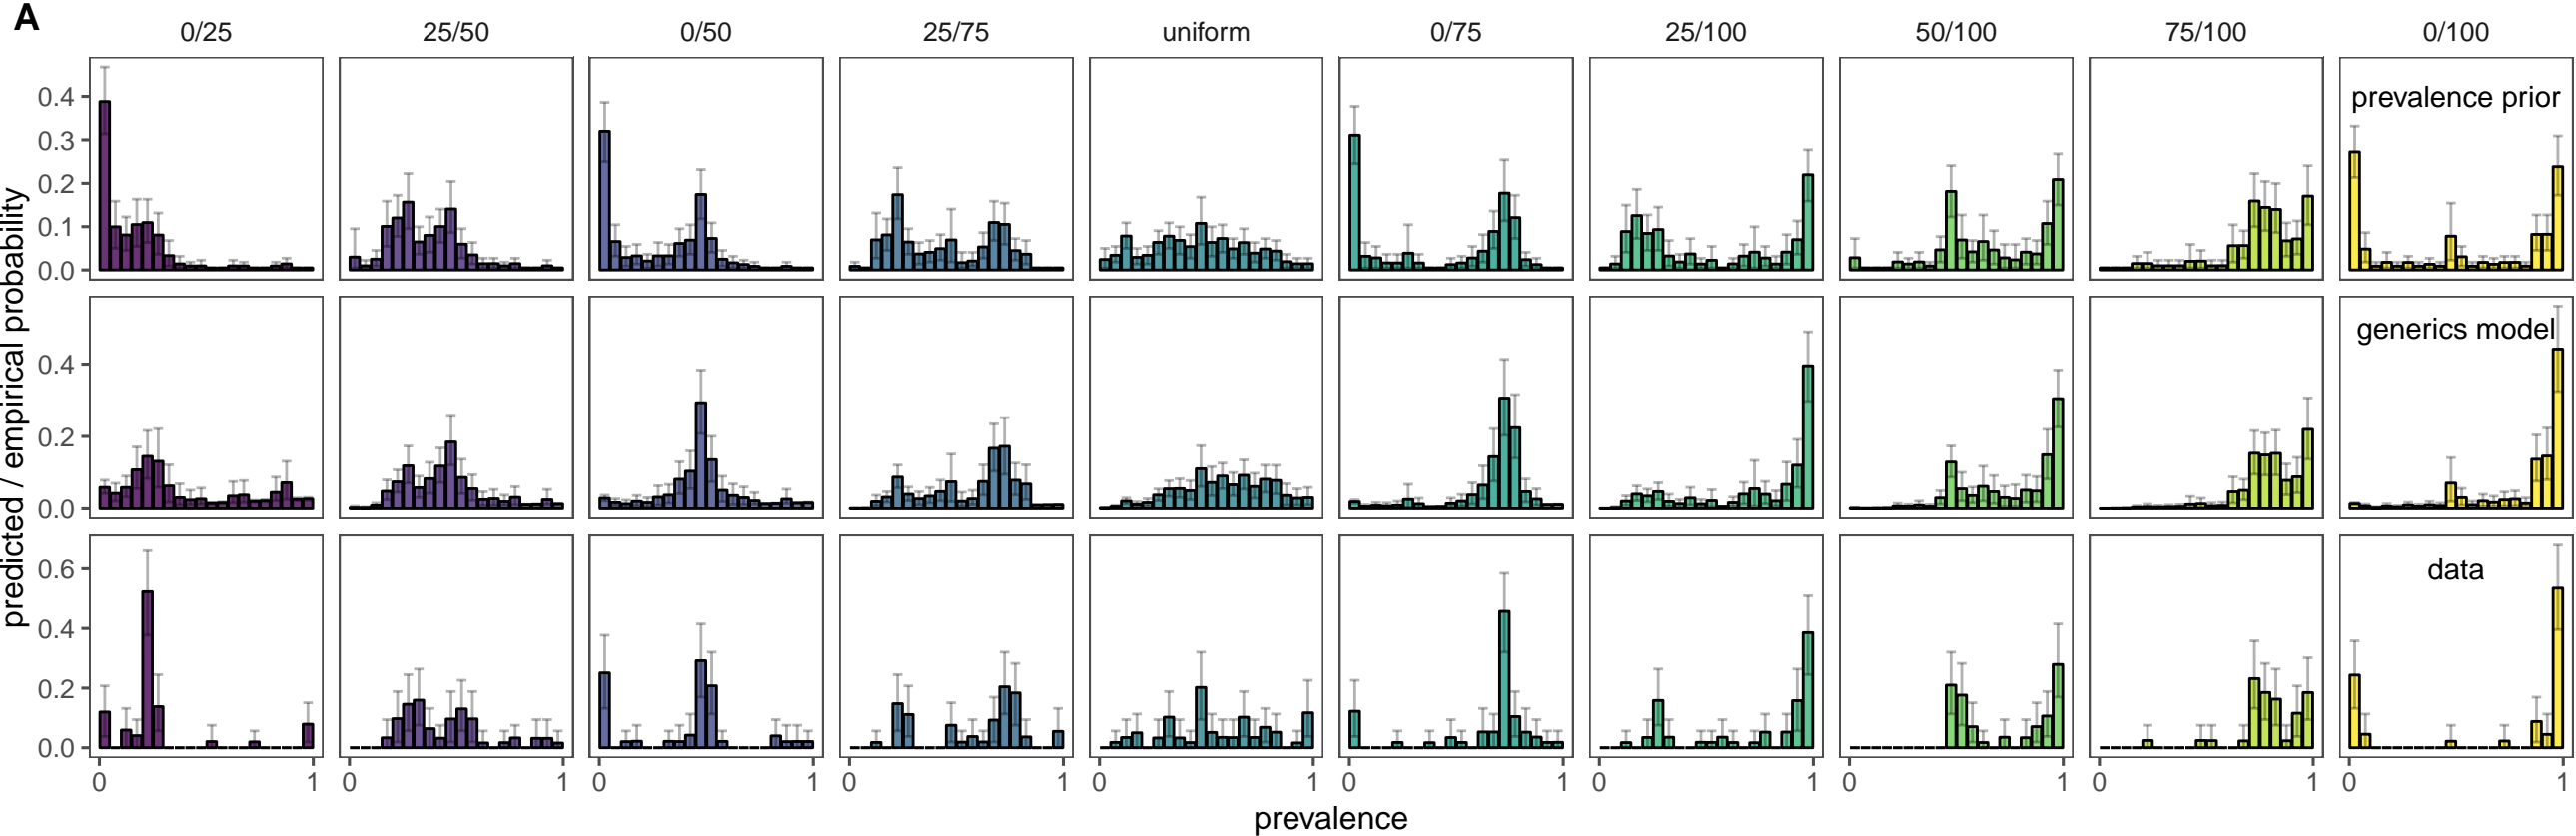 A
0/25 25/50 0/50 25/75 uniform 0/75 25/100 50/100 75/100 0/100
predicted / empirical probability
0.4
0.3
0.2
0.1
0.0
prevalence prior
0.4
0.2
0.0
generics model
0.6
0.4
0.2
0.0
data
0 1 0 1 0 1 0 1 0 1 0 1 0 1 0 1 0 1 0 1
prevalence